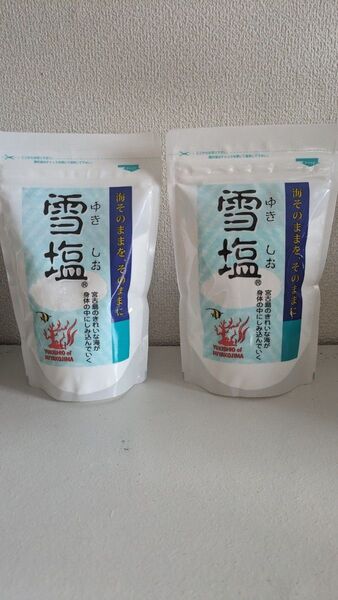 海そのままを、そのままに
雪塩®
ゆき しお
宮古島のきれいな海が
身体の中にしみ込んでいく
YUKISHIO of
MIYAKOJIMA
海そのままを、そのままに
雪塩®
ゆき しお
宮古島のきれいな海が
身体の中にしみ込んでいく
YUKISHIO of
MIYAKOJIMA